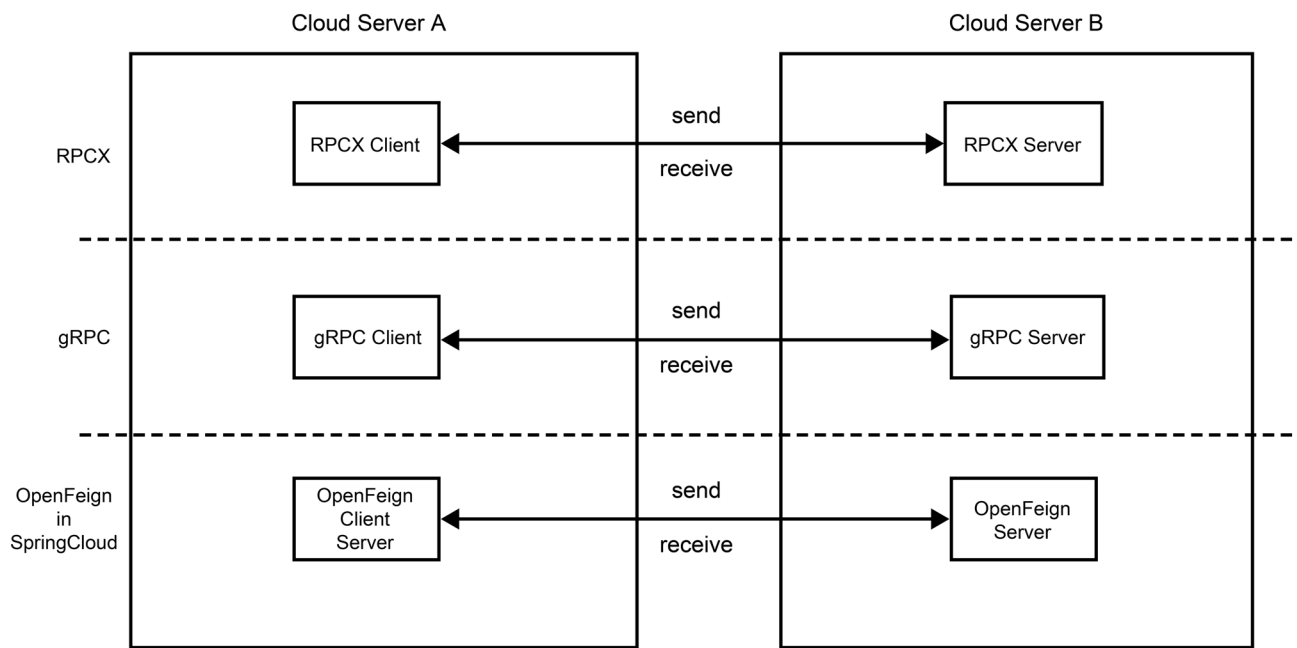 Cloud Server A
Cloud Server B
RPCX
RPCX Client
send
receive
RPCX Server
gRPC
gRPC Client
send
receive
gRPC Server
OpenFeign
in
SpringCloud
OpenFeign
Client
Server
send
receive
OpenFeign
Server